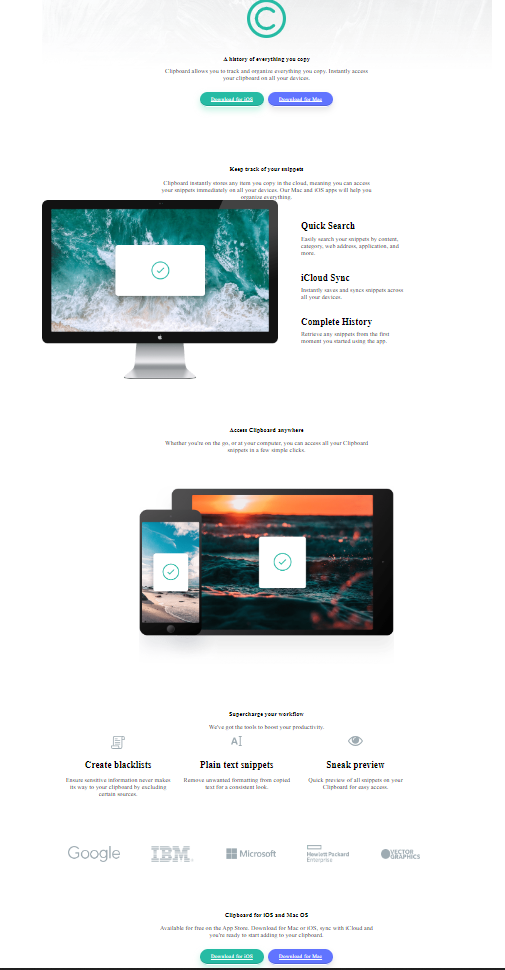 A history of everything you copy
Clipboard allows you to track and organize everything you copy. Instantly access
your clipboard on all your devices.
Download for iOS
Download for Mac
Keep track of your snippets
Clipboard instantly stores any item you copy in the cloud, meaning you can access
your snippets immediately on all your devices. Our Mac and iOS apps will help you
organize everything.
Quick Search
Easily search your snippets by content,
category, web address, application, and
more.
iCloud Sync
Instantly saves and syncs snippets across
all your devices.
Complete History
Retrieve any snippets from the first
moment you started using the app.
Access Clipboard anywhere
Whether you're on the go, or at your computer, you can access all your Clipboard
snippets in a few simple clicks.
Supercharge your workflow
We've got the tools to boost your productivity.
Create blacklists
Ensure sensitive information never makes
its way to your clipboard by excluding
certain sources.
Plain text snippets
Remove unwanted formatting from copied
text for a consistent look.
Sneak preview
Quick preview of all snippets on your
Clipboard for easy access.
Google
IBM
Microsoft
Hewlett Packard
Enterprise
VECTOR
GRAPHICS
Clipboard for iOS and Mac OS
Available for free on the App Store. Download for Mac or iOS, sync with iCloud and
you're ready to start adding to your clipboard.
Download for iOS
Download for Mac